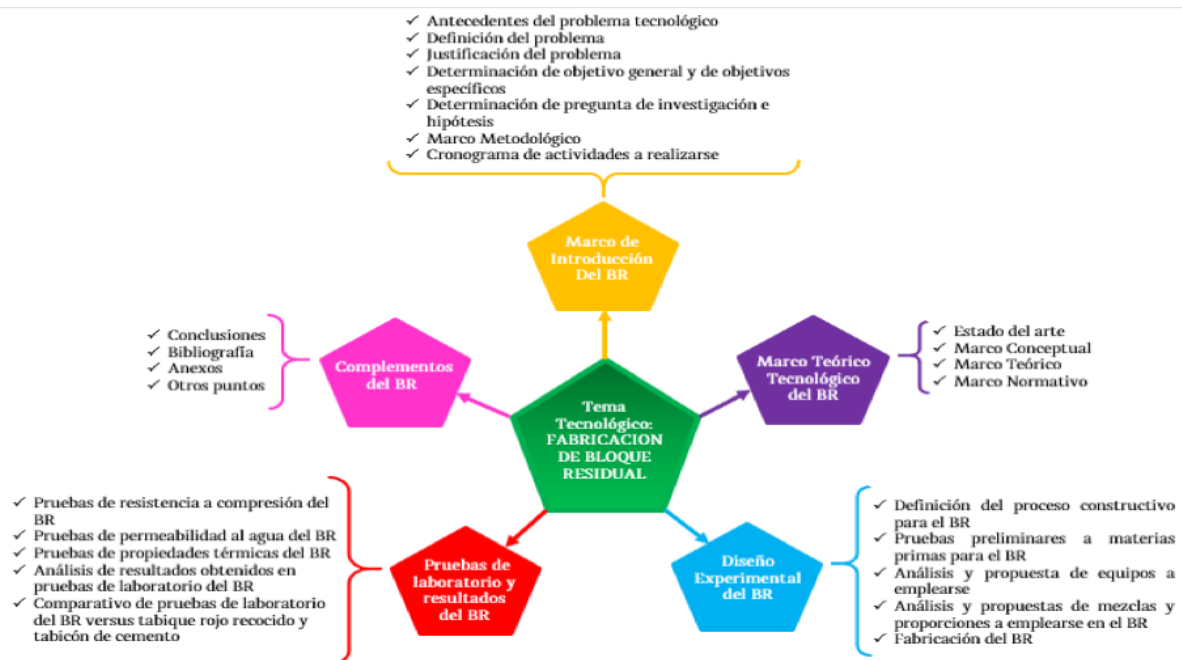 ✓ Antecedentes del problema tecnológico
✓ Definición del problema
✓ Justificación del problema
✓ Determinación de objetivo general y de objetivos
específicos
✓ Determinación de pregunta de investigación e
hipótesis
✓ Marco Metodológico
✓ Cronograma de actividades a realizarse
Marco de
Introducción
Del BR
✓ Conclusiones
✓ Bibliografía
✓ Anexos
✓ Otros puntos
Complementos
del BR
Marco Teórico
Tecnológico
del BR
✓ Estado del arte
✓ Marco Conceptual
✓ Marco Teórico
✓ Marco Normativo
Tema
Tecnológico:
FABRICACION
DE BLOQUE
RESIDUAL
✓ Pruebas de resistencia a compresión del
BR
✓ Pruebas de permeabilidad al agua del BR
✓ Pruebas de propiedades térmicas del BR
✓ Análisis de resultados obtenidos en
pruebas de laboratorio del BR
✓ Comparativo de pruebas de laboratorio
del BR versus tabique rojo recocido y
tabicón de cemento
Pruebas de
laboratorio y
resultados
del BR
Diseño
Experimental
del BR
✓ Definición del proceso constructivo
para el BR
✓ Pruebas preliminares a materias
primas para el BR
✓ Análisis y propuesta de equipos a
emplearse
✓ Análisis y propuestas de mezclas y
proporciones a emplearse en el BR
✓ Fabricación del BR